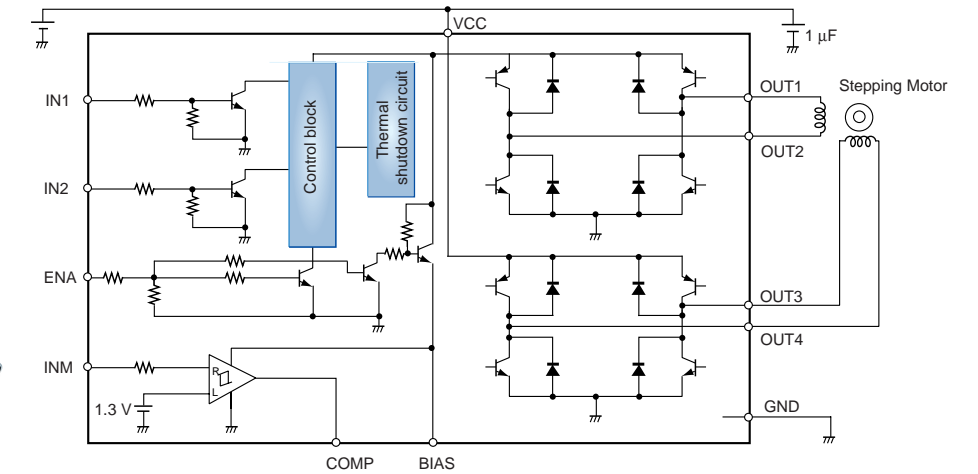 VCC
1 μF
IN1
IN2
ENA
INM
1.3 V
R
L
Control block
Thermal
shutdown circuit
OUT1
OUT2
Stepping Motor
OUT3
OUT4
GND
COMP
BIAS